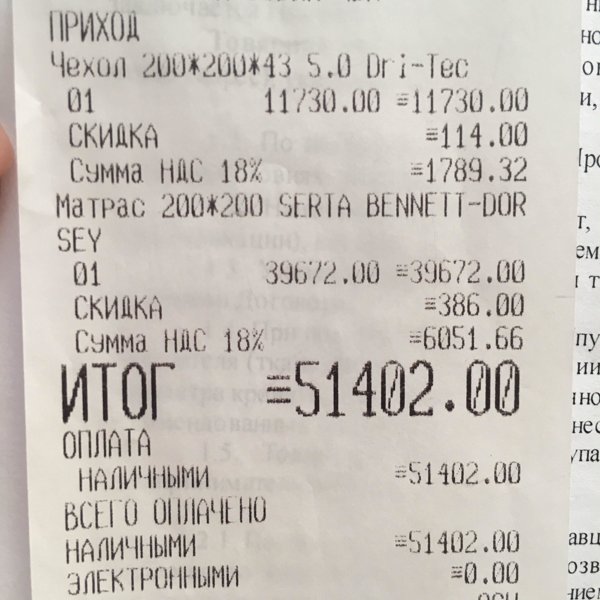 ПРИХОД
Чехол 200*200*43 5.0 Dri-Tec
01 11730.00 ≡11730.00
СКИДКА ≡114.00
Сумма НДС 18% ≡1789.32
Матрас 200*200 SERTA BENNETT-DOR
SEY
01 39672.00 ≡39672.00
СКИДКА ≡386.00
Сумма НДС 18% ≡6051.66
ИТОГ ≡51402.00
ОПЛАТА
НАЛИЧНЫМИ ≡51402.00
ВСЕГО ОПЛАЧЕНО
НАЛИЧНЫМИ ≡51402.00
ЭЛЕКТРОННЫМИ ≡0.00